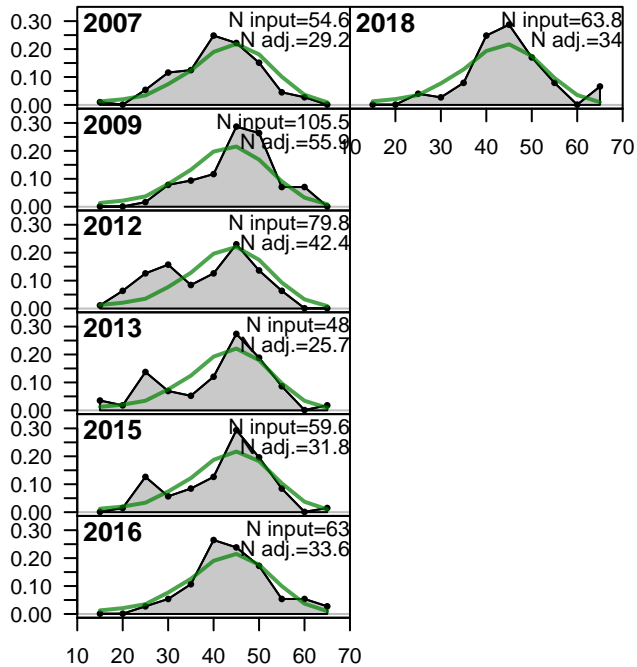 0.30
0.20
0.10
0.00
2007
N input=54.6
N adj.=29.2
2018
N input=63.8
N adj.=34
10 20 30 40 50 60 70
0.30
0.20
0.10
0.00
2009
N input=105.5
N adj.=55.9
0.30
0.20
0.10
0.00
2012
N input=79.8
N adj.=42.4
0.30
0.20
0.10
0.00
2013
N input=48
N adj.=25.7
0.30
0.20
0.10
0.00
2015
N input=59.6
N adj.=31.8
0.30
0.20
0.10
0.00
2016
N input=63
N adj.=33.6
10 20 30 40 50 60 70